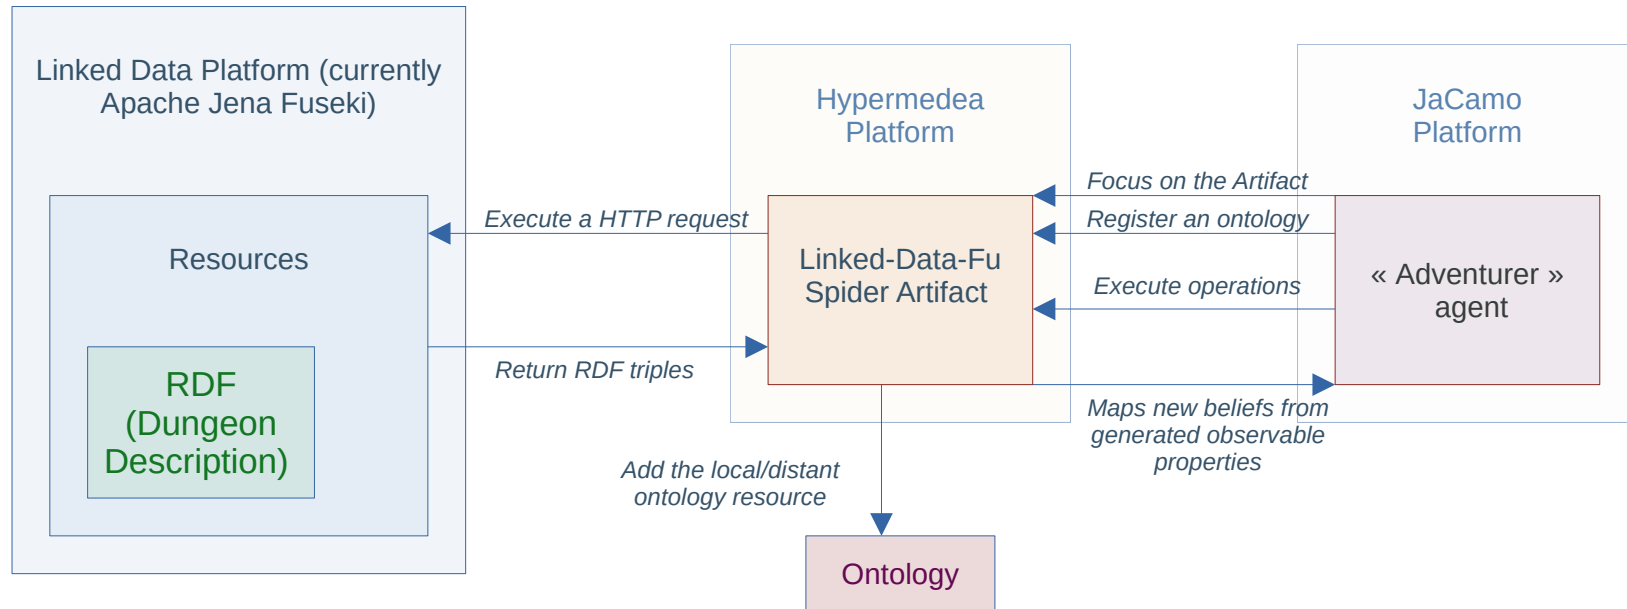 Linked Data Platform (currently
Apache Jena Fuseki)
Hypermedea
Platform
JaCamo
Platform
Focus on the Artifact
Execute a HTTP request
Register an ontology
Resources
Linked-Data-Fu
Spider Artifact
« Adventurer »
agent
Execute operations
Return RDF triples
RDF
(Dungeon
Description)
Maps new beliefs from
generated observable
properties
Add the local/distant
ontology resource
Ontology